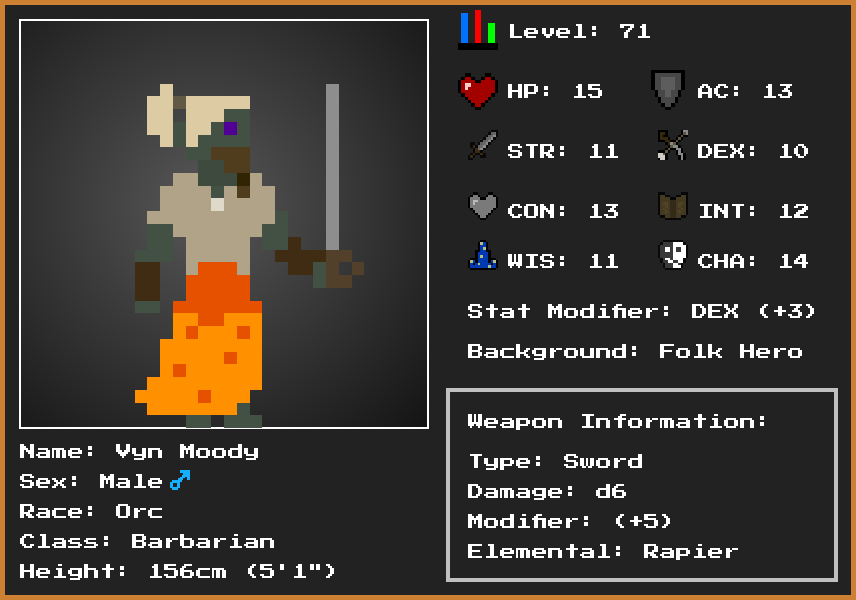 Level: 71
HP: 15
AC: 13
STR: 11
DEX: 10
CON: 13
INT: 12
WIS: 11
CHA: 14
Stat Modifier: DEX (+3)
Background: Folk Hero
Name: Vyn Moody
Sex: Male ♂
Race: Orc
Class: Barbarian
Height: 156cm (5'1")
Weapon Information:
Type: Sword
Damage: d6
Modifier: (+5)
Elemental: Rapier